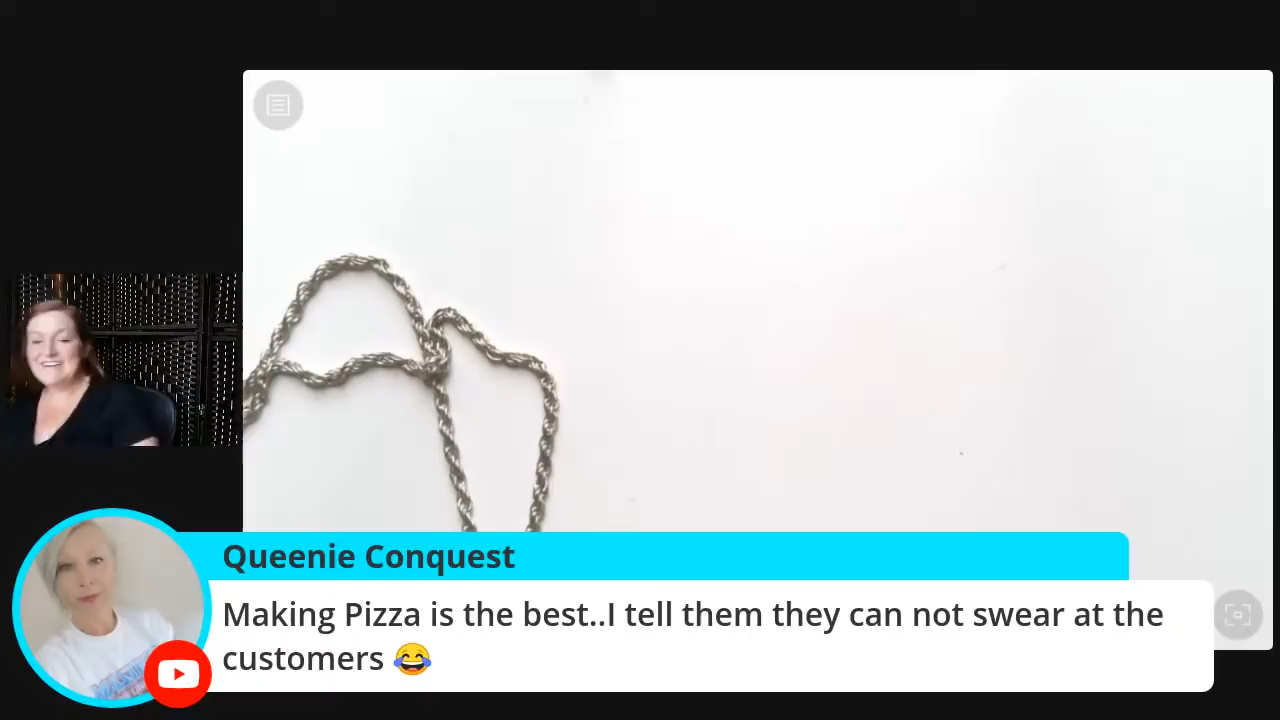 Queenie Conquest
Making Pizza is the best..I tell them they can not swear at the
customers 😂